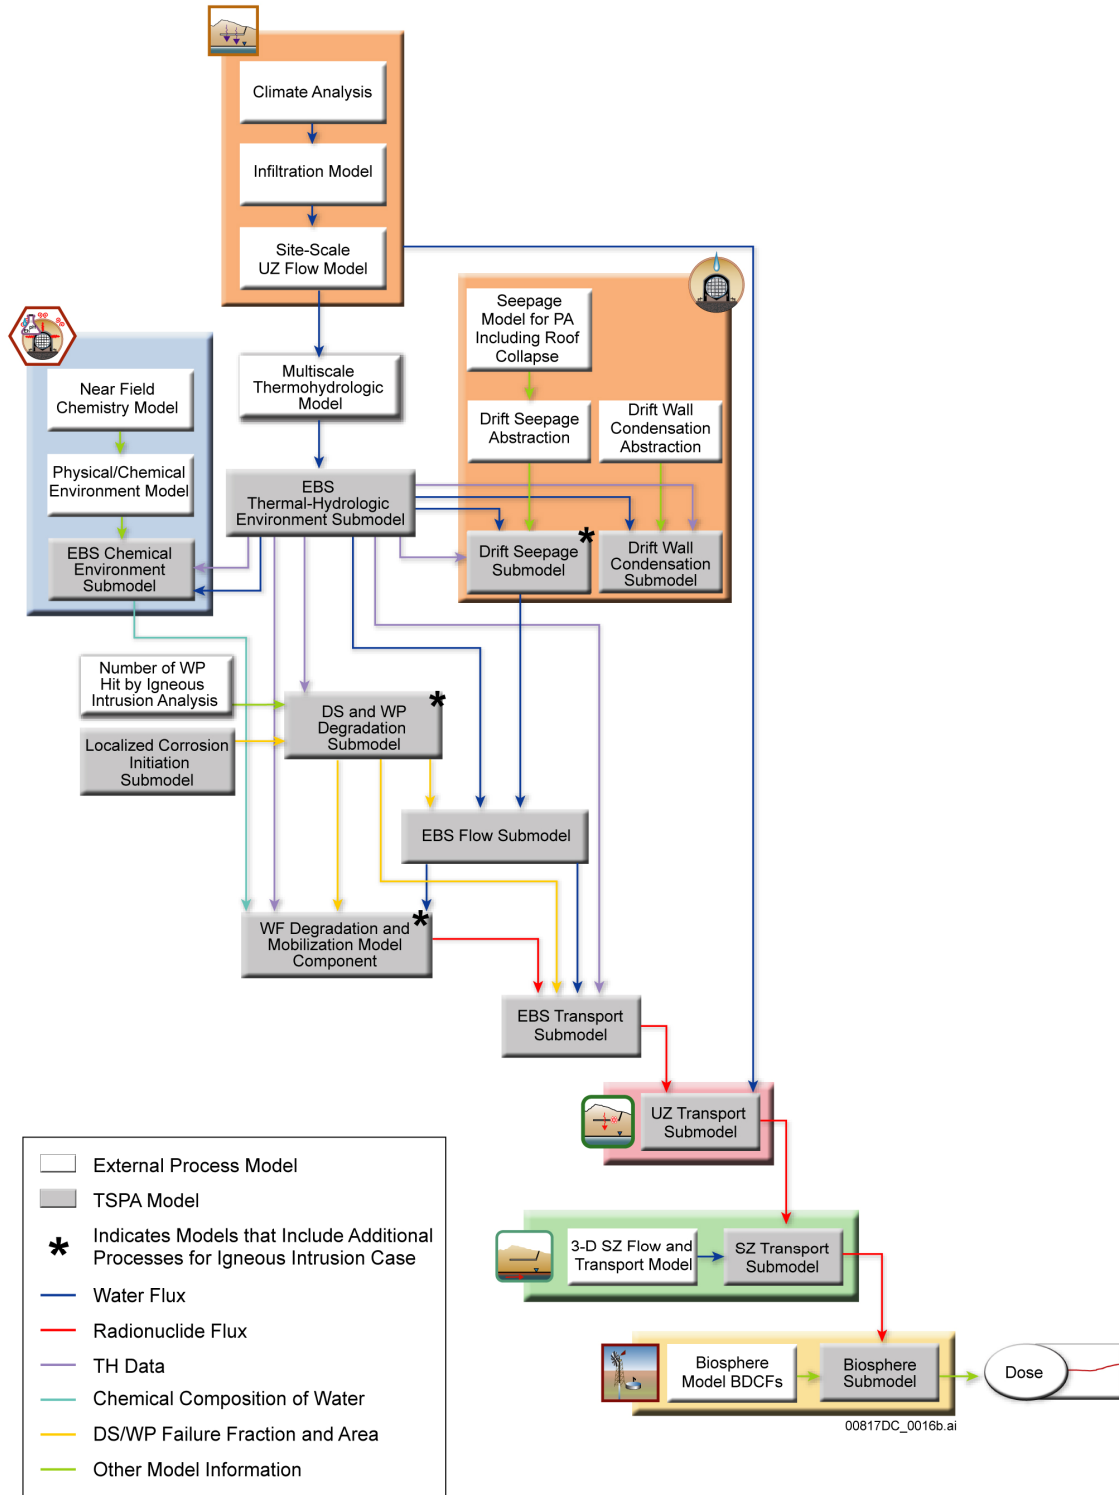 Climate Analysis
Infiltration Model
Site-Scale
UZ Flow Model
Seepage
Model for PA
Including Roof
Collapse
Multiscale
Thermohydrologic
Model
Near Field
Chemistry Model
Drift Seepage
Abstraction
Drift Wall
Condensation
Abstraction
Physical/Chemical
Environment Model
EBS
Thermal-Hydrologic
Environment Submodel
EBS Chemical
Environment
Submodel
Drift Seepage
Submodel
*
Drift Wall
Condensation
Submodel
Number of WP
Hit by Igneous
Intrusion Analysis
DS and WP
Degradation
Submodel
*
Localized Corrosion
Initiation
Submodel
EBS Flow Submodel
WF Degradation and
Mobilization Model
Component
*
EBS Transport
Submodel
UZ Transport
Submodel
3-D SZ Flow and
Transport Model
SZ Transport
Submodel
Biosphere
Model BDCFs
Biosphere
Submodel
Dose
00817DC_0016b.ai
External Process Model
TSPA Model
* Indicates Models that Include Additional
Processes for Igneous Intrusion Case
Water Flux
Radionuclide Flux
TH Data
Chemical Composition of Water
DS/WP Failure Fraction and Area
Other Model Information